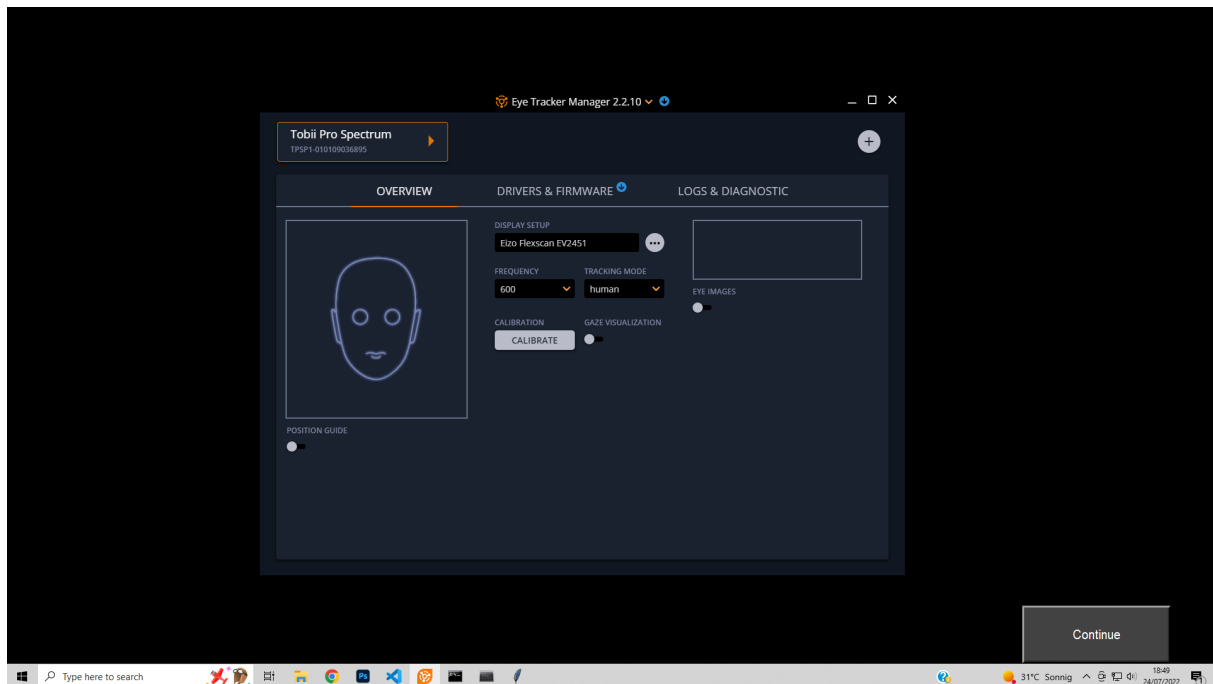 Eye Tracker Manager 2.2.10
Tobii Pro Spectrum
TPSP1-010109036895
OVERVIEW
DRIVERS & FIRMWARE
LOGS & DIAGNOSTIC
DISPLAY SETUP
Eizo Flexscan EV2451
FREQUENCY
TRACKING MODE
600
human
CALIBRATION
GAZE VISUALIZATION
CALIBRATE
EYE IMAGES
POSITION GUIDE
Continue
Type here to search
Ps
31°C Sonnig
18:49
24/07/2022